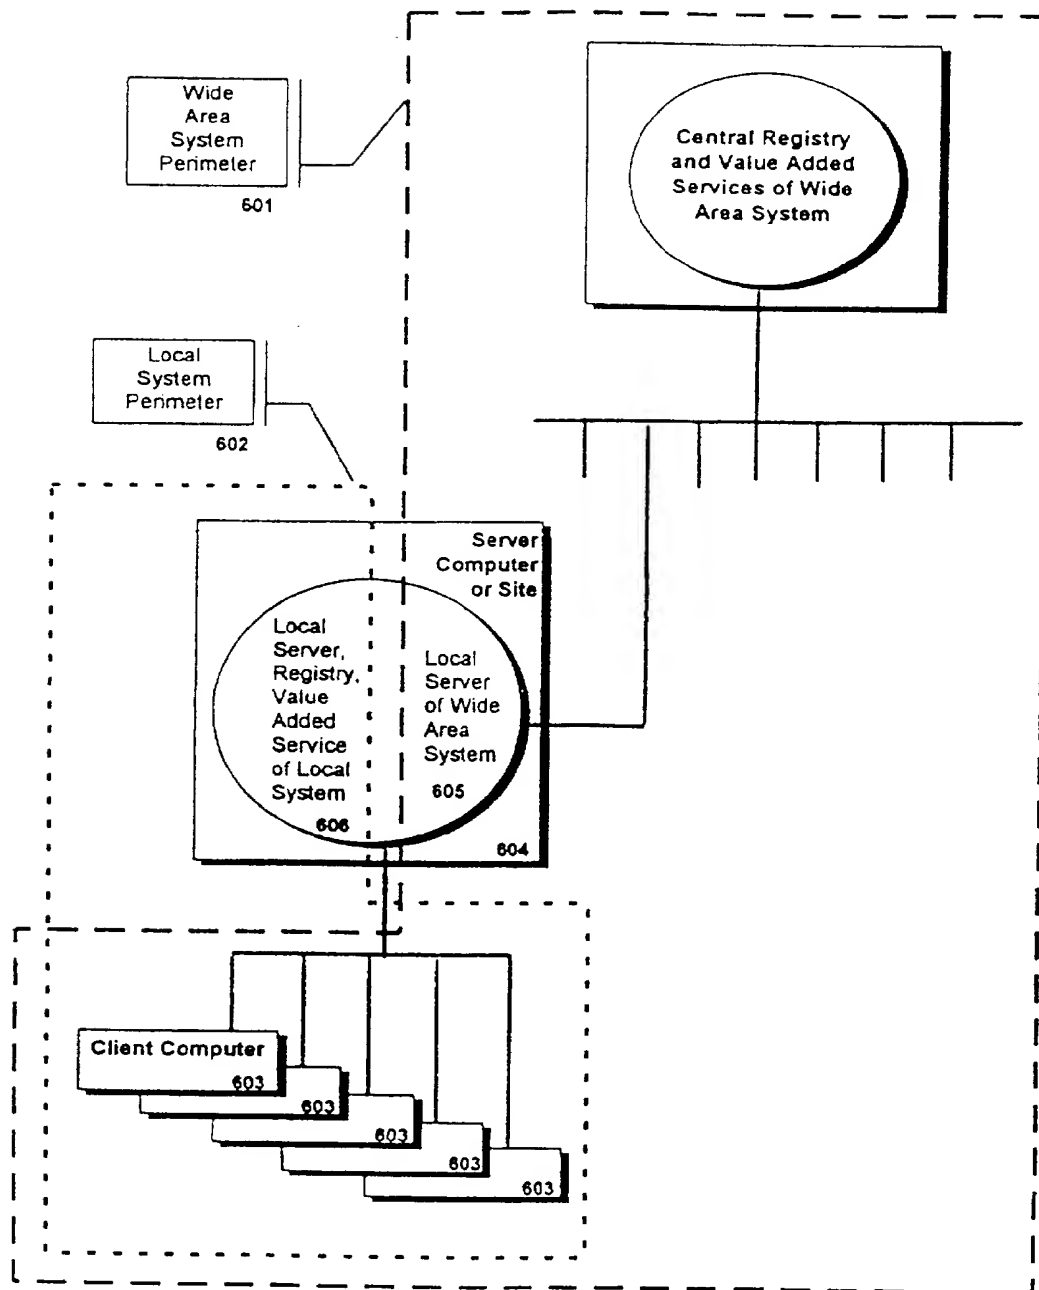 Wide
Area
System
Perimeter
601
Central Registry
and Value Added
Services of Wide
Area System
Local
System
Perimeter
602
Server
Computer
or Site
Local
Server,
Registry,
Value
Added
Service
of Local
System
606
Local
Server
of Wide
Area
System
605
604
Client Computer
603
603
603
603
603